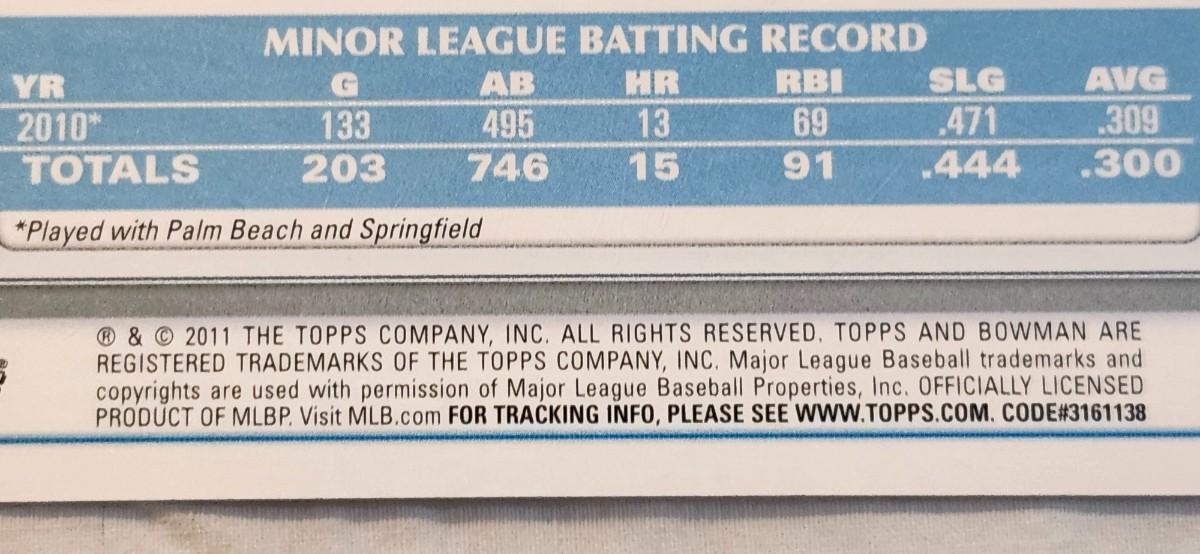 MINOR LEAGUE BATTING RECORD
YR G AB HR RBI SLG AVG
2010* 133 495 13 69 .471 .309
TOTALS 203 746 15 91 .444 .300
*Played with Palm Beach and Springfield
® & © 2011 THE TOPPS COMPANY, INC. ALL RIGHTS RESERVED. TOPPS AND BOWMAN ARE
REGISTERED TRADEMARKS OF THE TOPPS COMPANY, INC. Major League Baseball trademarks and
copyrights are used with permission of Major League Baseball Properties, Inc. OFFICIALLY LICENSED
PRODUCT OF MLBP. Visit MLB.com FOR TRACKING INFO, PLEASE SEE WWW.TOPPS.COM. CODE#3161138